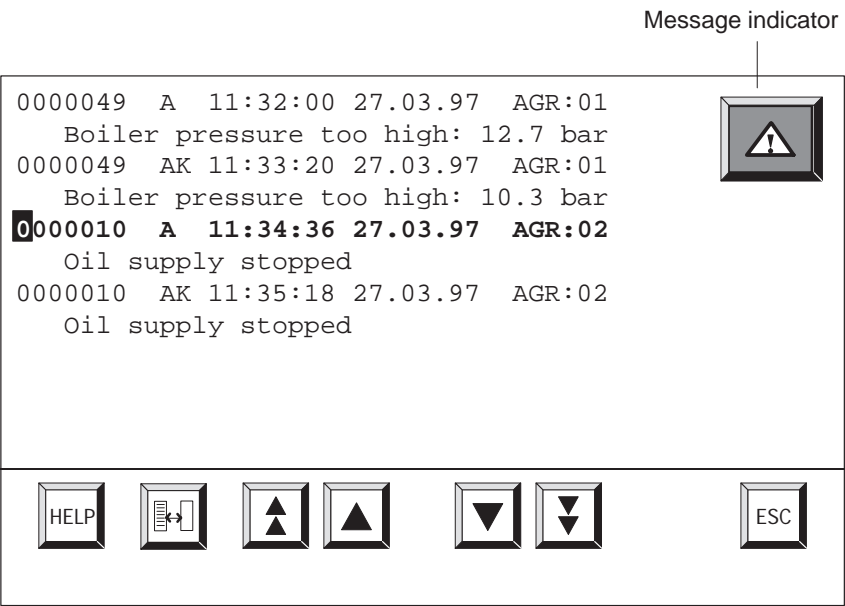 Message indicator
0000049 A 11:32:00 27.03.97 AGR:01
Boiler pressure too high: 12.7 bar
0000049 AK 11:33:20 27.03.97 AGR:01
Boiler pressure too high: 10.3 bar
0000010 A 11:34:36 27.03.97 AGR:02
Oil supply stopped
0000010 AK 11:35:18 27.03.97 AGR:02
Oil supply stopped
HELP
ESC